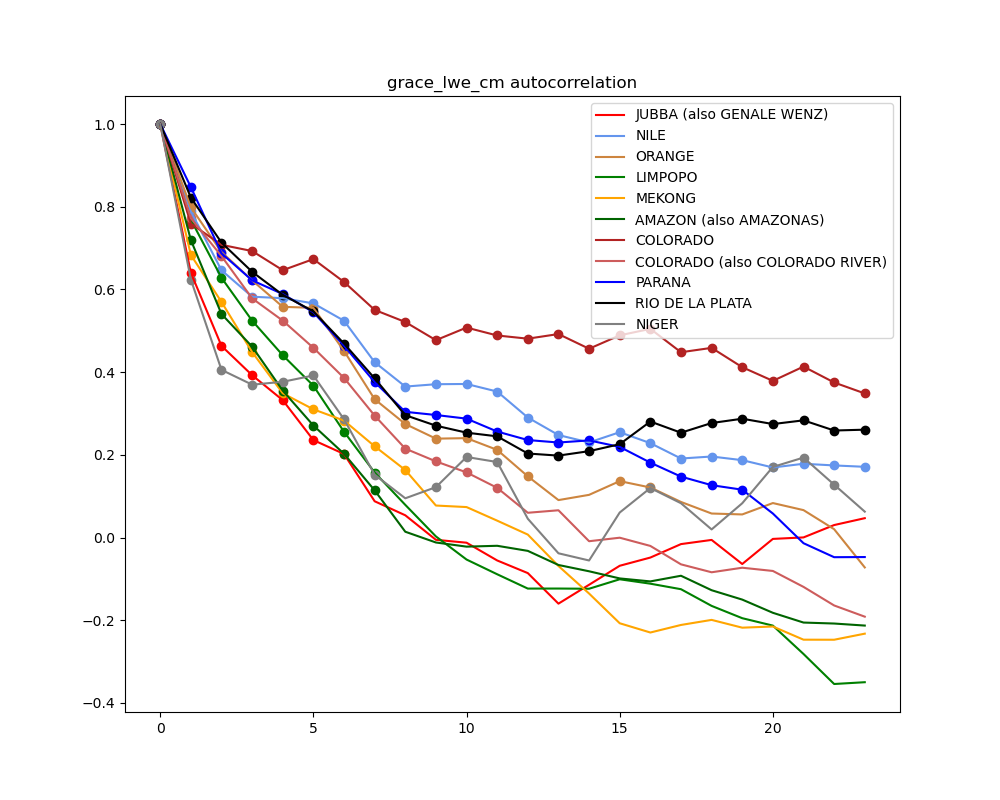 grace_lwe_cm autocorrelation
JUBBA (also GENALE WENZ)
NILE
ORANGE
LIMPOPO
MEKONG
AMAZON (also AMAZONAS)
COLORADO
COLORADO (also COLORADO RIVER)
PARANA
RIO DE LA PLATA
NIGER
1.0
0.8
0.6
0.4
0.2
0.0
−0.2
−0.4
0 5 10 15 20